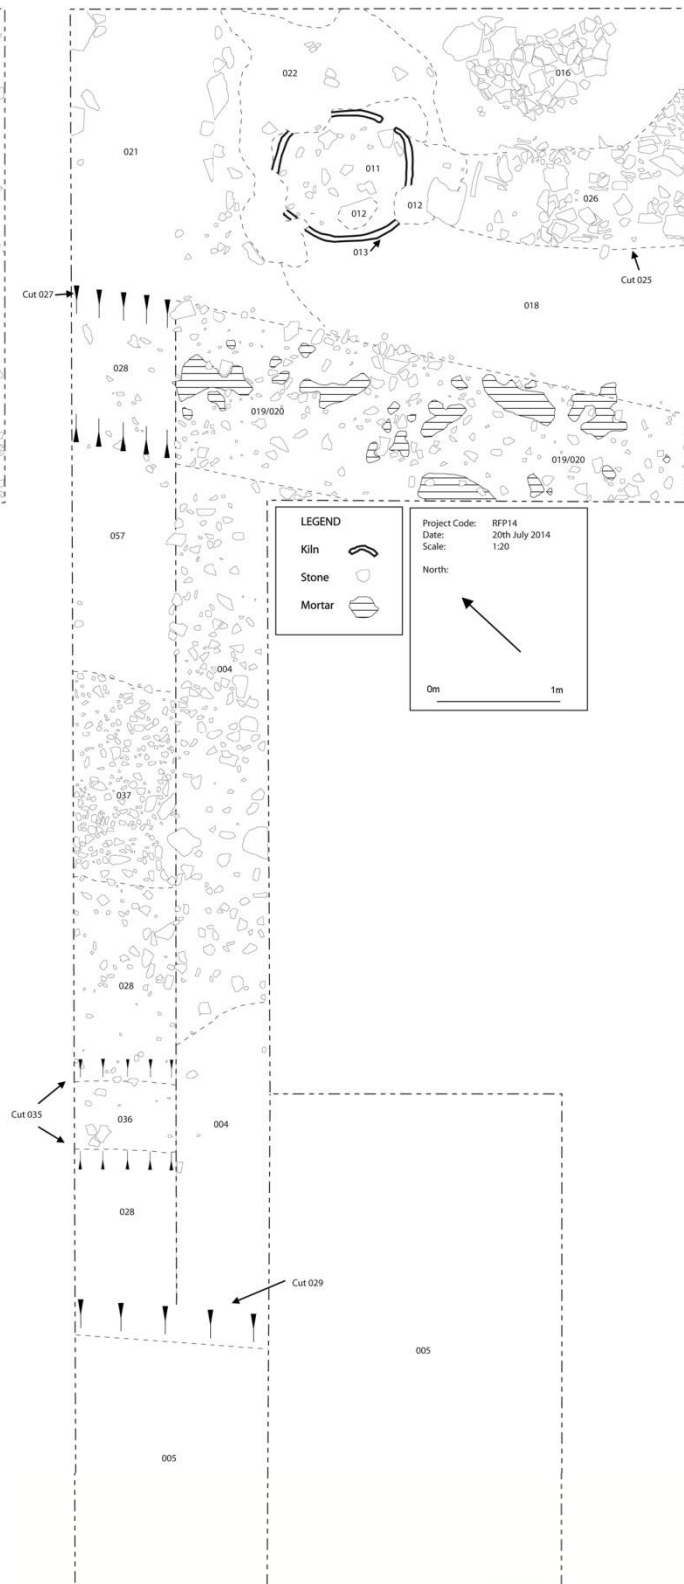 016
022
021
011
026
012
012
013
Cut 025
Cut 027
018
028
019/020
019/020
057
LEGEND
Kiln
Stone
Mortar
Project Code: RFP14
Date: 20th July 2014
Scale: 1:20
North:
0m 1m
004
037
028
Cut 035
036
004
028
Cut 029
005
005